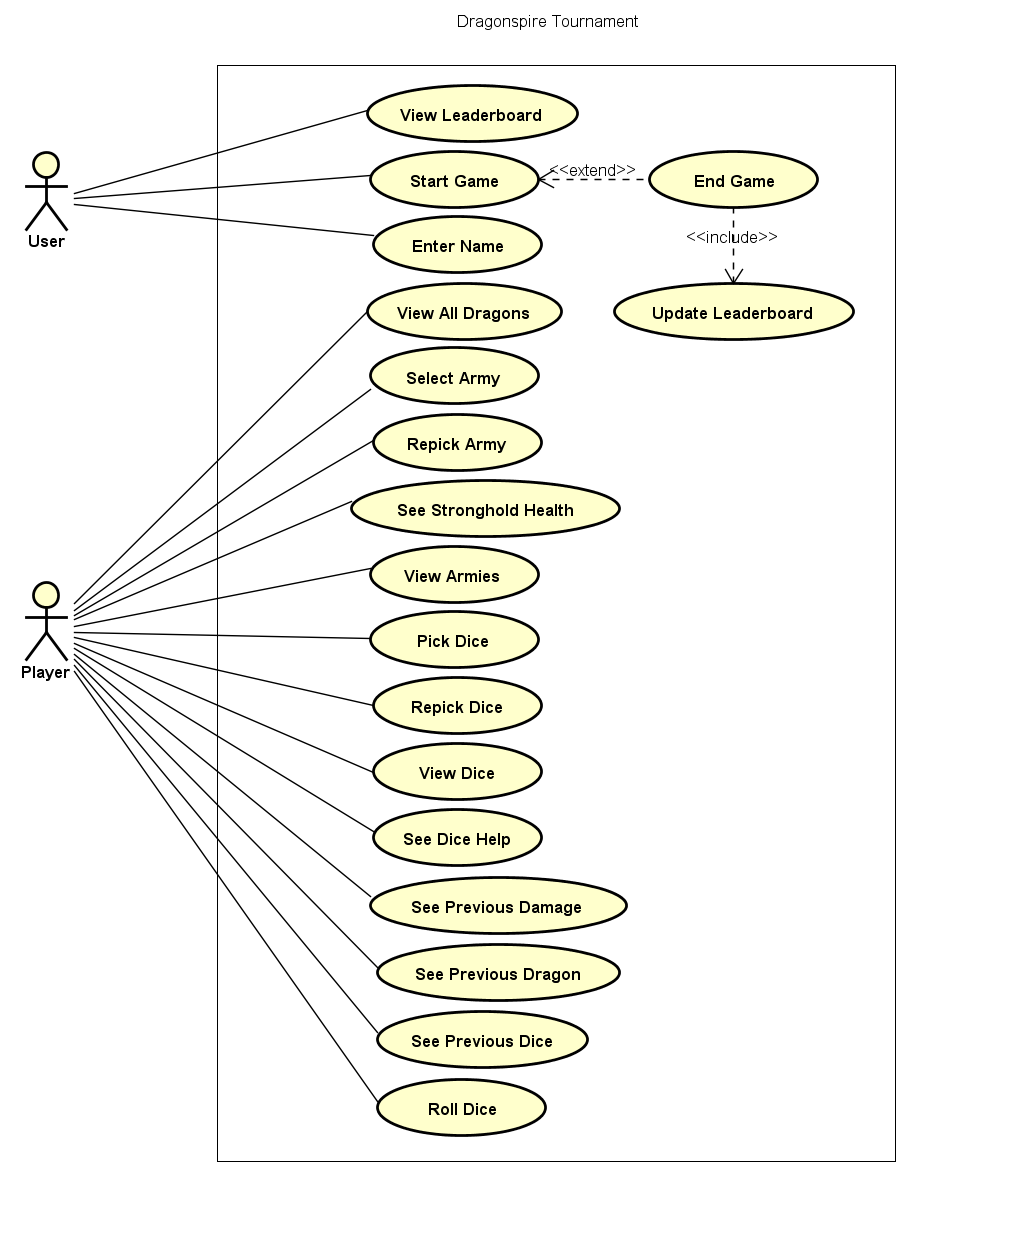 Dragonspire Tournament
View Leaderboard
Start Game
<<extend>>
End Game
User
Enter Name
<<include>>
View All Dragons
Update Leaderboard
Select Army
Repick Army
See Stronghold Health
View Armies
Pick Dice
Player
Repick Dice
View Dice
See Dice Help
See Previous Damage
See Previous Dragon
See Previous Dice
Roll Dice